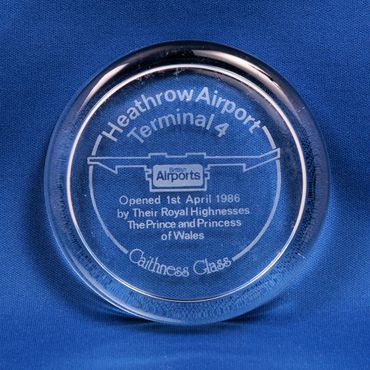 Heathrow Airport
Terminal 4
British
Airports
Opened 1st April 1986
by Their Royal Highnesses
The Prince and Princess
of Wales
Caithness Glass